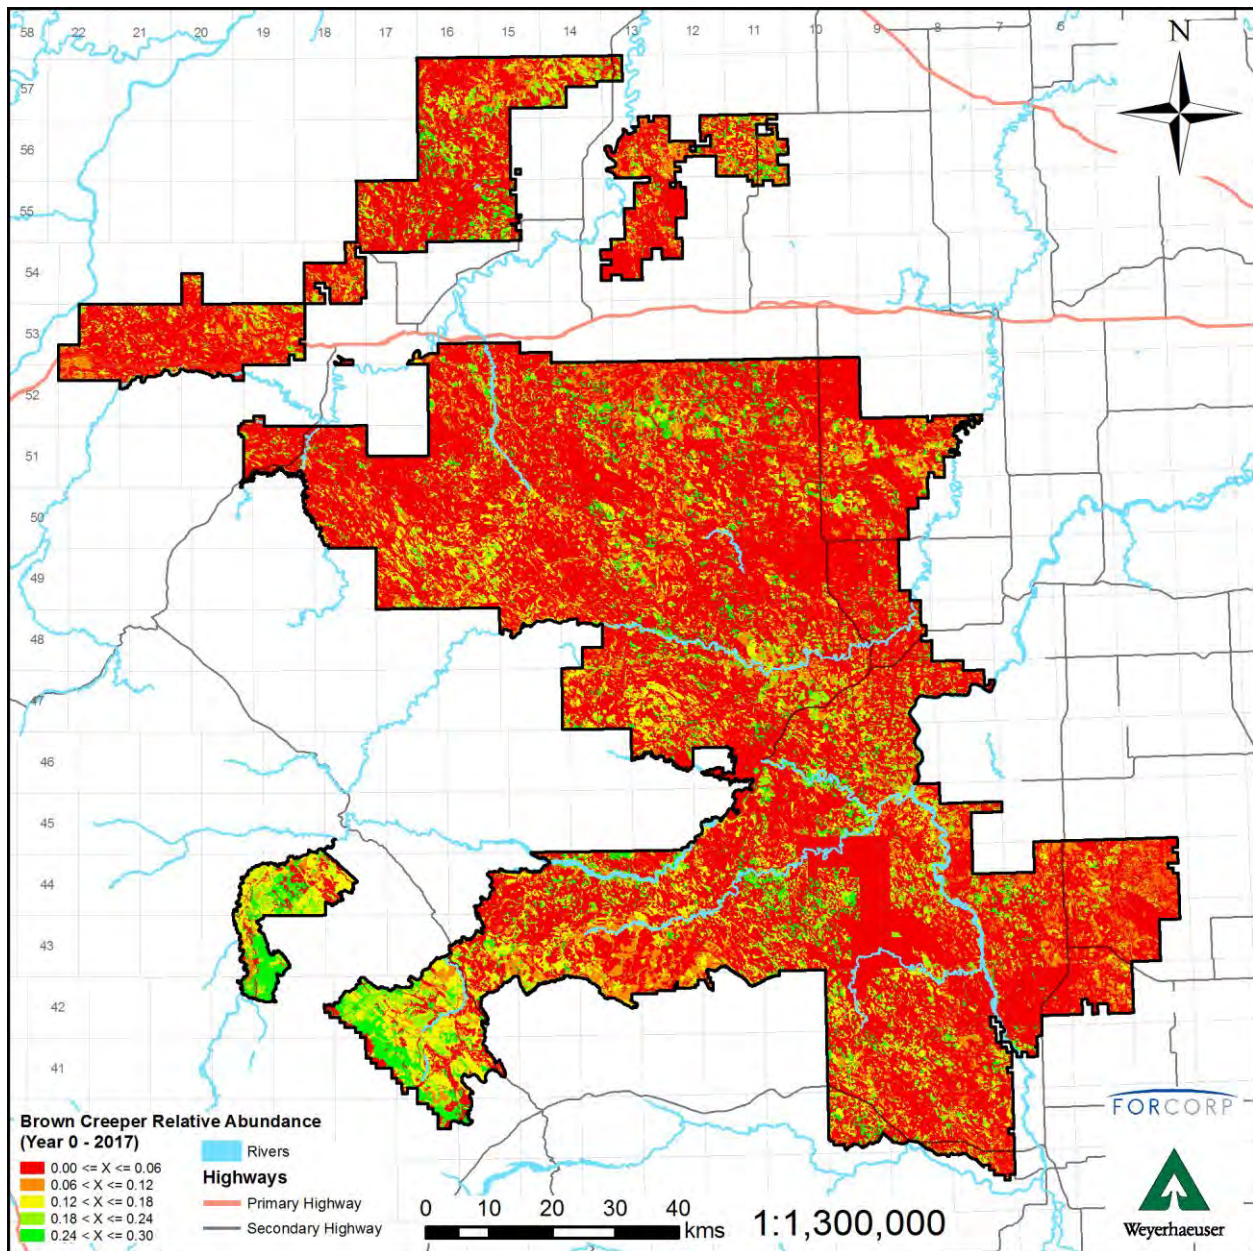 58 22 21 20 19 18 16 15 14 13 12 11 10 9 8 7 6
N
57
56
55
54
53
52
51
50
49
48
47
46
45
44
43
42
41
Brown Creeper Relative Abundance
(Year 0 - 2017)
0.00 <= X <= 0.06
0.06 < X <= 0.12
0.12 < X <= 0.18
0.18 < X <= 0.24
0.24 < X <= 0.30
Rivers
Highways
Primary Highway
Secondary Highway
0 10 20 30 40
kms
1:1,300,000
FORCORP
Weyerhaeuser